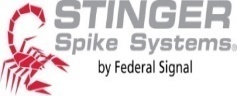 STINGER
Spike Systems®
by Federal Signal